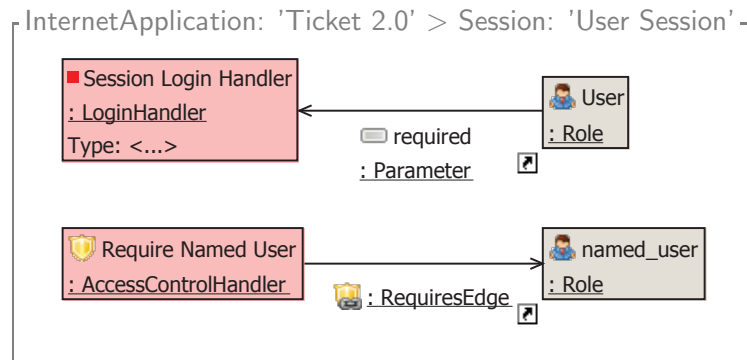 InternetApplication: 'Ticket 2.0' > Session: 'User Session'
Session Login Handler
: LoginHandler
Type: <...>
required
: Parameter
User
: Role
Require Named User
: AccessControlHandler
: RequiresEdge
named_user
: Role